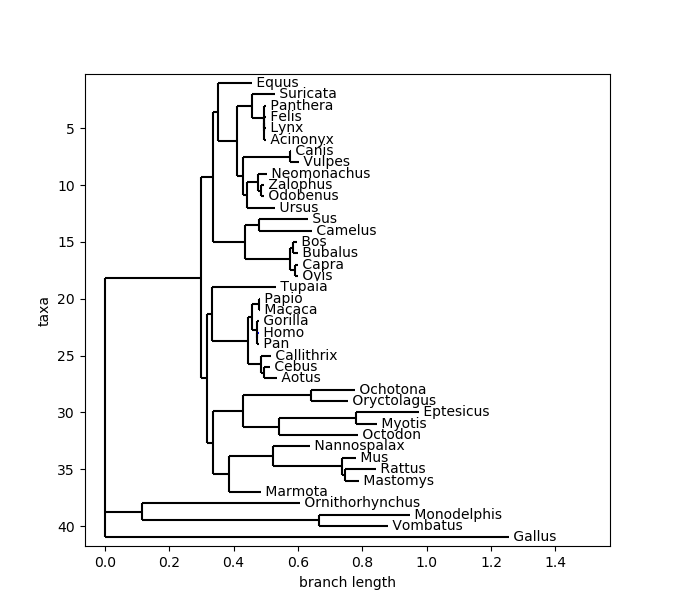 Equus
Suricata
Panthera
Felis
Lynx
5
Acinonyx
Canis
Vulpes
Neomonachus
Zalophus
10
Odobenus
Ursus
Sus
Camelus
15
Bos
Bubalus
Capra
Ovis
Tupaia
20
Papio
Macaca
Gorilla
Homo
Pan
25
Callithrix
Cebus
Aotus
Ochotona
Oryctolagus
30
Eptesicus
Myotis
Octodon
Nannospalax
Mus
35
Rattus
Mastomys
Marmota
Ornithorhynchus
Monodelphis
40
Vombatus
Gallus
taxa
0.0 0.2 0.4 0.6 0.8 1.0 1.2 1.4
branch length